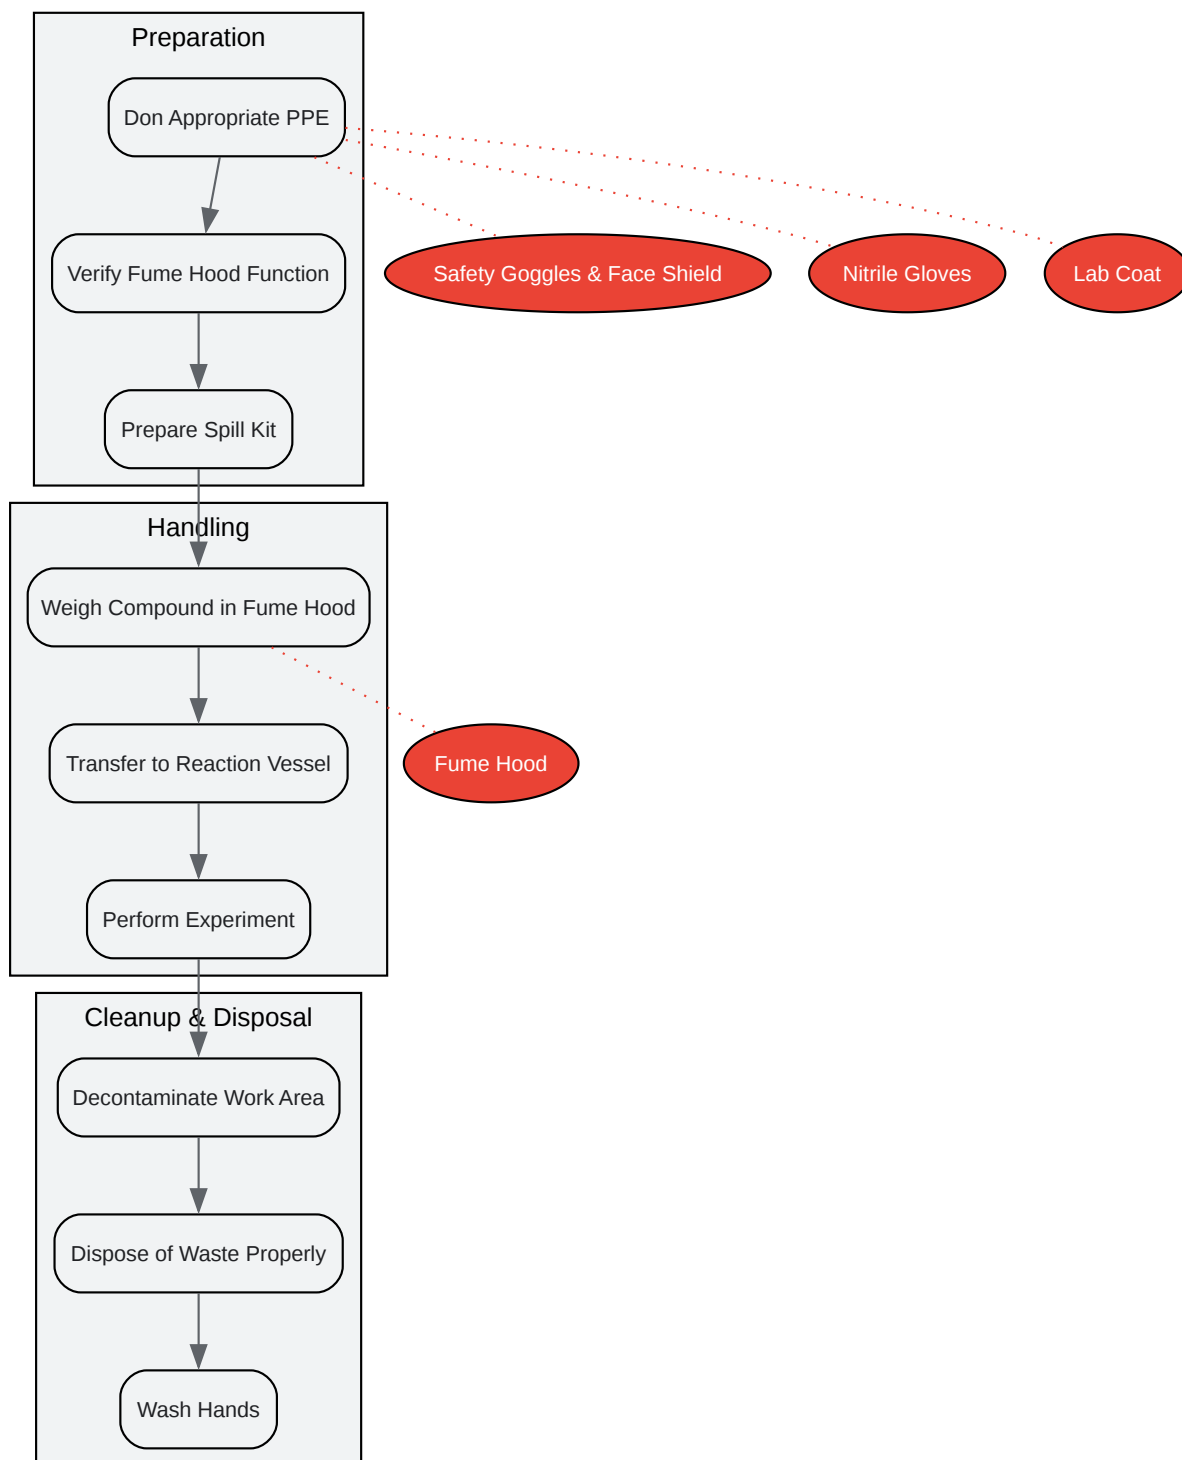 Preparation
Don Appropriate PPE
Verify Fume Hood Function
Safety Goggles & Face Shield
Nitrile Gloves
Lab Coat
Prepare Spill Kit
Handling
Weigh Compound in Fume Hood
Transfer to Reaction Vessel
Fume Hood
Perform Experiment
Cleanup & Disposal
Decontaminate Work Area
Dispose of Waste Properly
Wash Hands